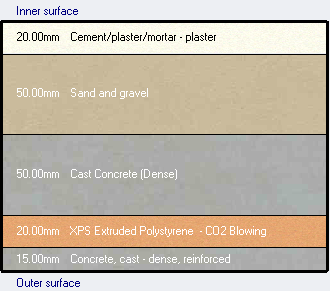 Inner surface
20.00mm Cement/plaster/mortar - plaster
50.00mm Sand and gravel
50.00mm Cast Concrete (Dense)
20.00mm XPS Extruded Polystyrene - CO2 Blowing
15.00mm Concrete, cast - dense, reinforced
Outer surface